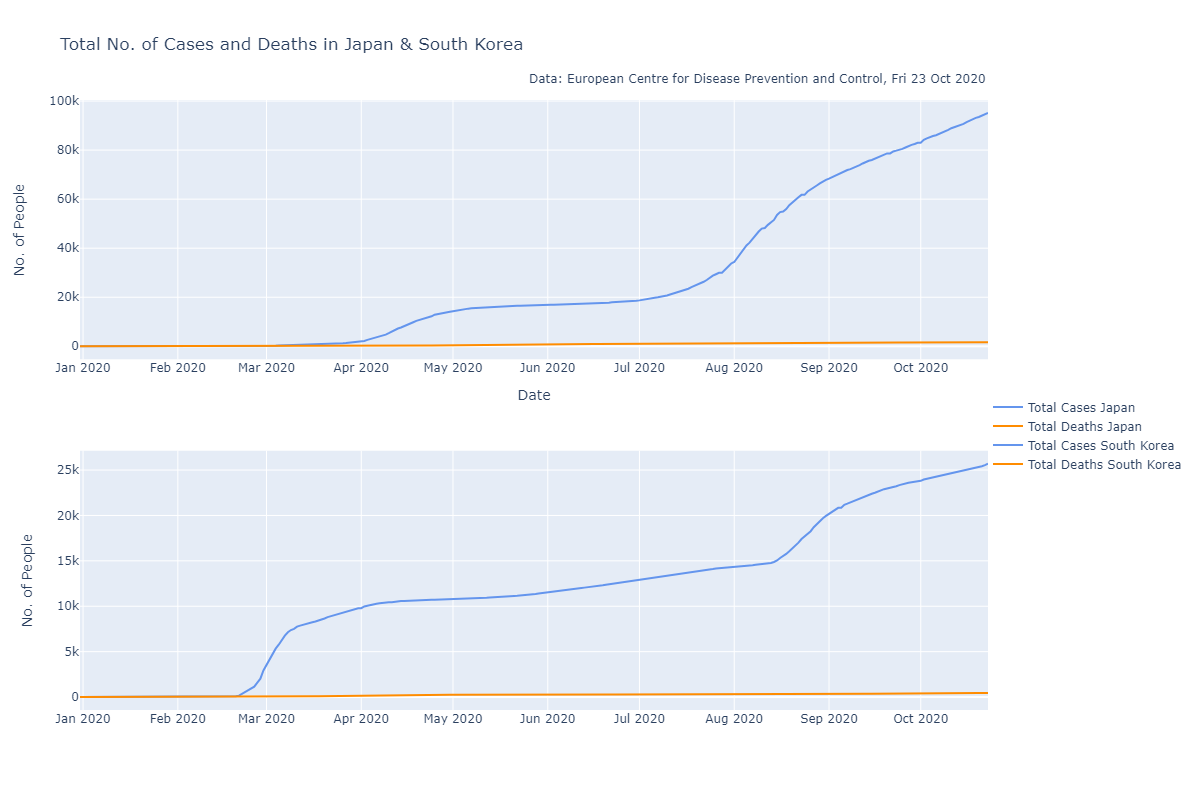 Total No. of Cases and Deaths in Japan & South Korea
Data: European Centre for Disease Prevention and Control, Fri 23 Oct 2020
100k
80k
60k
40k
20k
0
No. of People
Jan 2020 Feb 2020 Mar 2020 Apr 2020 May 2020 Jun 2020 Jul 2020 Aug 2020 Sep 2020 Oct 2020
Date
Total Cases Japan
Total Deaths Japan
Total Cases South Korea
Total Deaths South Korea
25k
20k
15k
10k
5k
0
No. of People
Jan 2020 Feb 2020 Mar 2020 Apr 2020 May 2020 Jun 2020 Jul 2020 Aug 2020 Sep 2020 Oct 2020